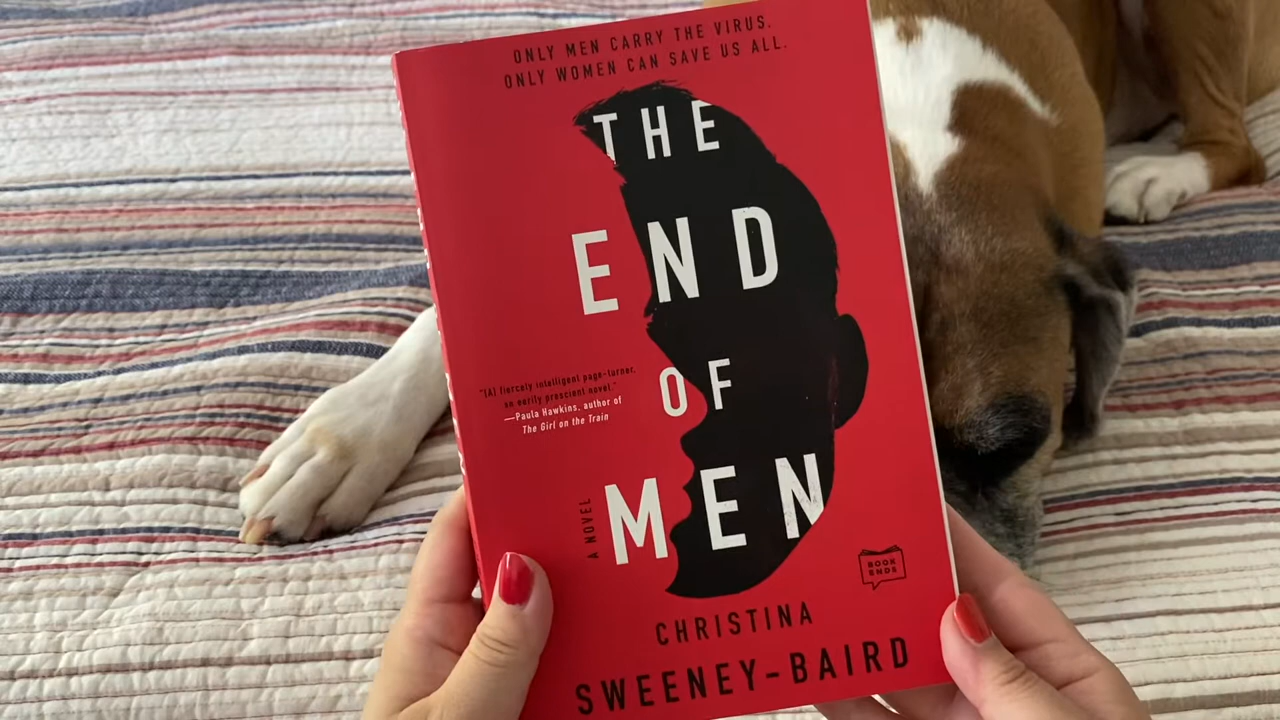 ONLY MEN CARRY THE VIRUS.
ONLY WOMEN CAN SAVE US ALL.
THE
END
OF
MEN
"[A] fiercely intelligent page-turner,
an eerily prescient novel."
—Paula Hawkins, author of
The Girl on the Train
A NOVEL
BOOK
ENDS
CHRISTINA
SWEENEY-BAIRD